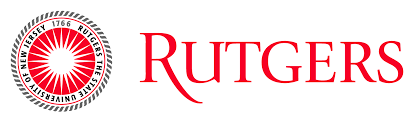 RUTGERS THE STATE UNIVERSITY OF NEW JERSEY
1766
RUTGERS